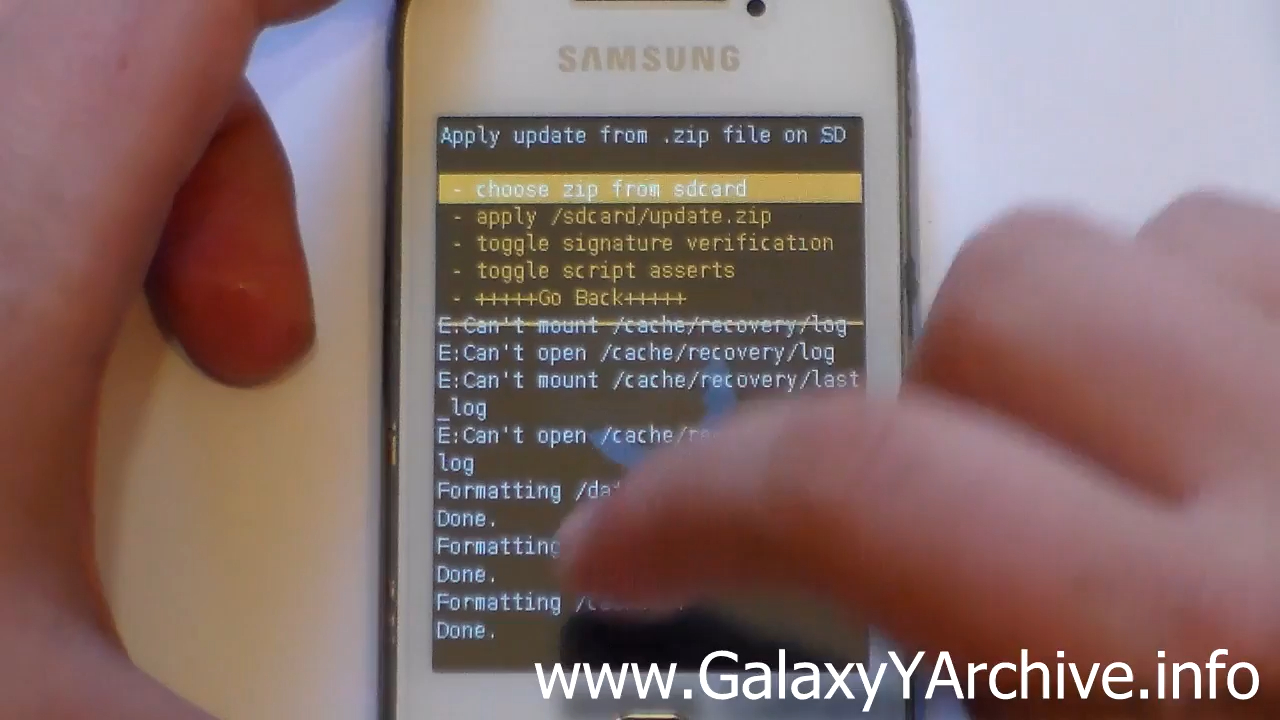 SAMSUNG
Apply update from .zip file on SD
- choose zip from sdcard
- apply /sdcard/update.zip
- toggle signature verification
- toggle script asserts
- +++++Go Back+++++
E:Can't mount /cache/recovery/log
E:Can't open /cache/recovery/log
E:Can't mount /cache/recovery/last
_log
E:Can't open /cache/
log
Formatting
Done.
Formatting
Done.
Formatting
Done.
www.GalaxyYArchive.info